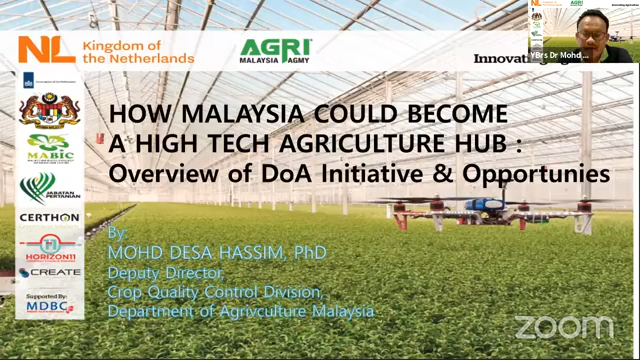 NL Kingdom of
the Netherlands
AGRI
MALAYSIA AGMY
Innovating
YBrs Dr Mohd ...
HOW MALAYSIA COULD BECOME
A HIGH TECH AGRICULTURE HUB :
Overview of DoA Initiative & Opportunies
MABIC
JABATAN
PERTANIAN
CERTHON
HORIZON11
CREATE
Supported By:
MDBC
By:
MOHD DESA HASSIM, PhD
Deputy Director,
Crop Quality Control Division,
Department of Agrivculture Malaysia
zoom